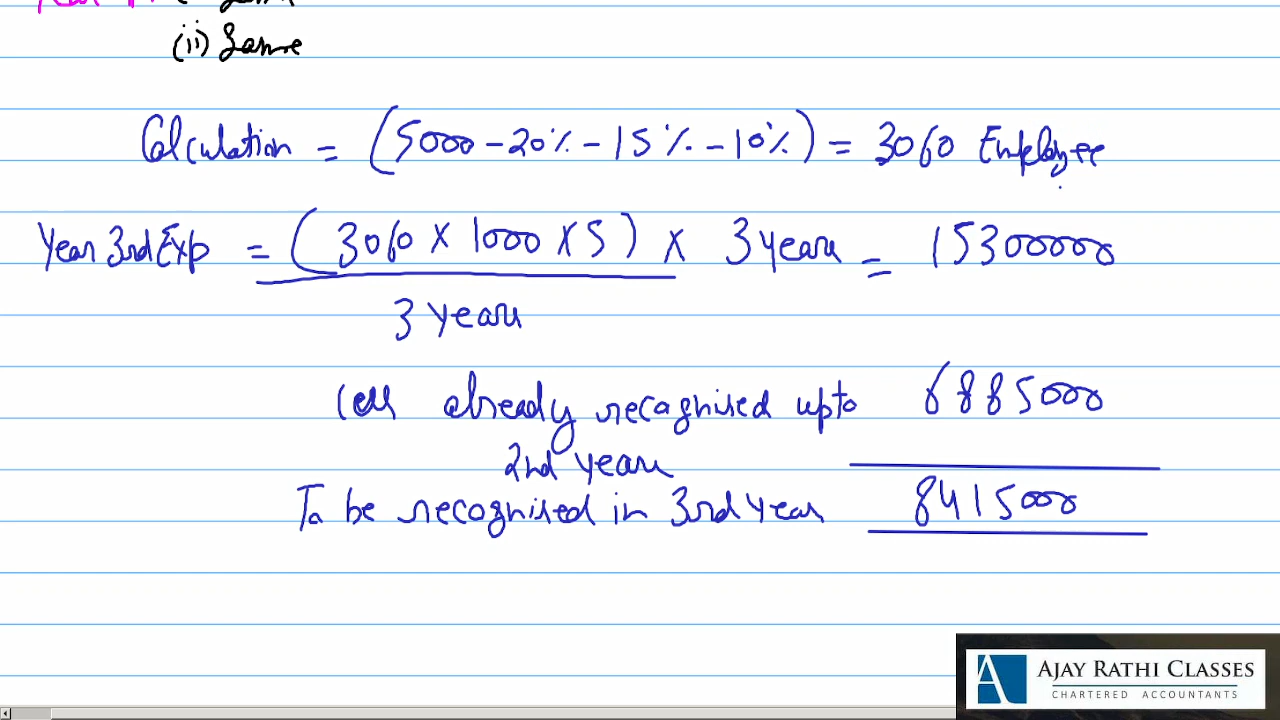 (ii) Same
Calculation = (5000 - 20% - 15% - 10%) = 3060 Employee
Year 3rd Exp = (3060 X 1000 X 5) X 3 years = 15300000
3 years
Less already recognised upto 6885000
2nd years
To be recognised in 3rd year 8415000
AJAY RATHI CLASSES
CHARTERED ACCOUNTANTS